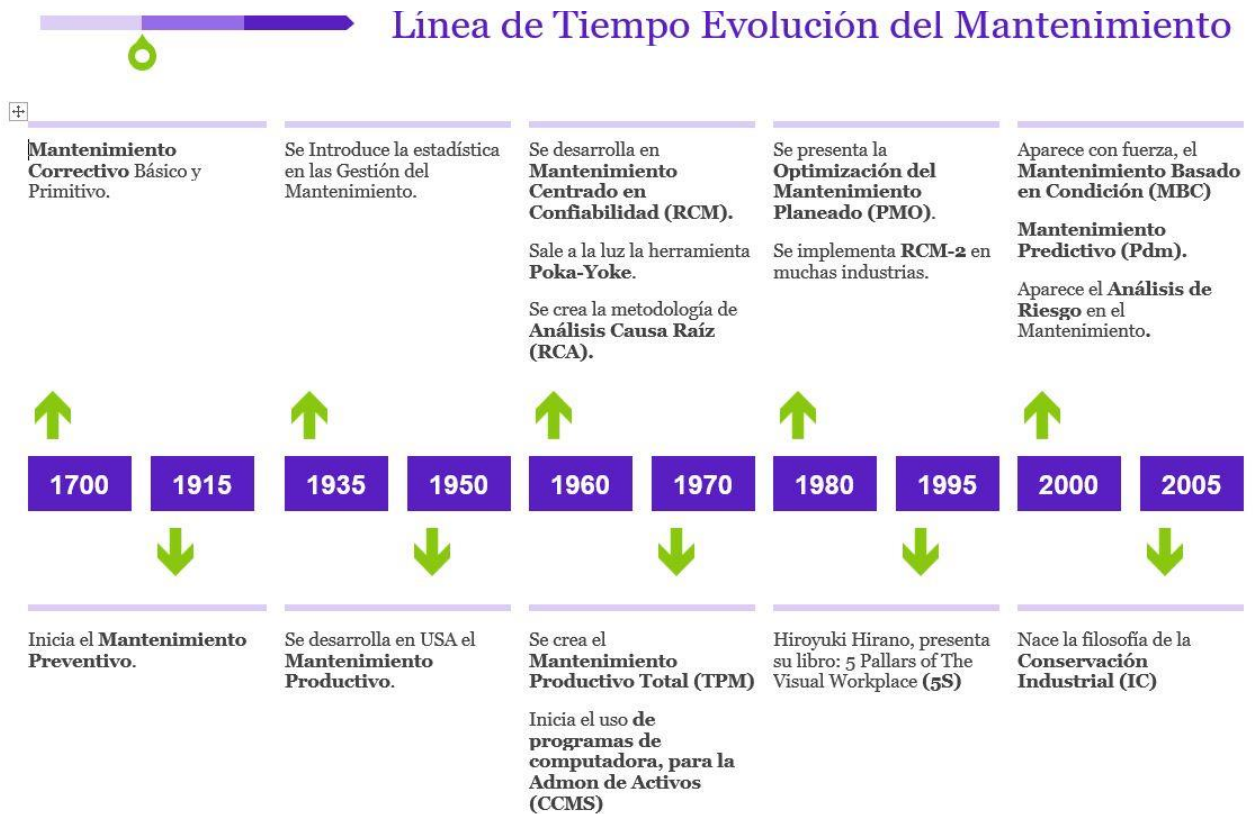 Línea de Tiempo Evolución del Mantenimiento
Mantenimiento
Correctivo Básico y
Primitivo.
Se Introduce la estadística
en las Gestión del
Mantenimiento.
Se desarrolla en
Mantenimiento
Centrado en
Confiabilidad (RCM).
Sale a la luz la herramienta
Poka-Yoke.
Se crea la metodología de
Análisis Causa Raíz
(RCA).
Se presenta la
Optimización del
Mantenimiento
Planeado (PMO).
Se implementa RCM-2 en
muchas industrias.
Aparece con fuerza, el
Mantenimiento Basado
en Condición (MBC)
Mantenimiento
Predictivo (Pdm).
Aparece el Análisis de
Riesgo en el
Mantenimiento.
1700 1915 1935 1950 1960 1970 1980 1995 2000 2005
Inicia el Mantenimiento
Preventivo.
Se desarrolla en USA el
Mantenimiento
Productivo.
Se crea el
Mantenimiento
Productivo Total (TPM)
Inicia el uso de
programas de
computadora, para la
Admon de Activos
(CCMS)
Hiroyuki Hirano, presenta
su libro: 5 Pallars of The
Visual Workplace (5S)
Nace la filosofía de la
Conservación
Industrial (IC)